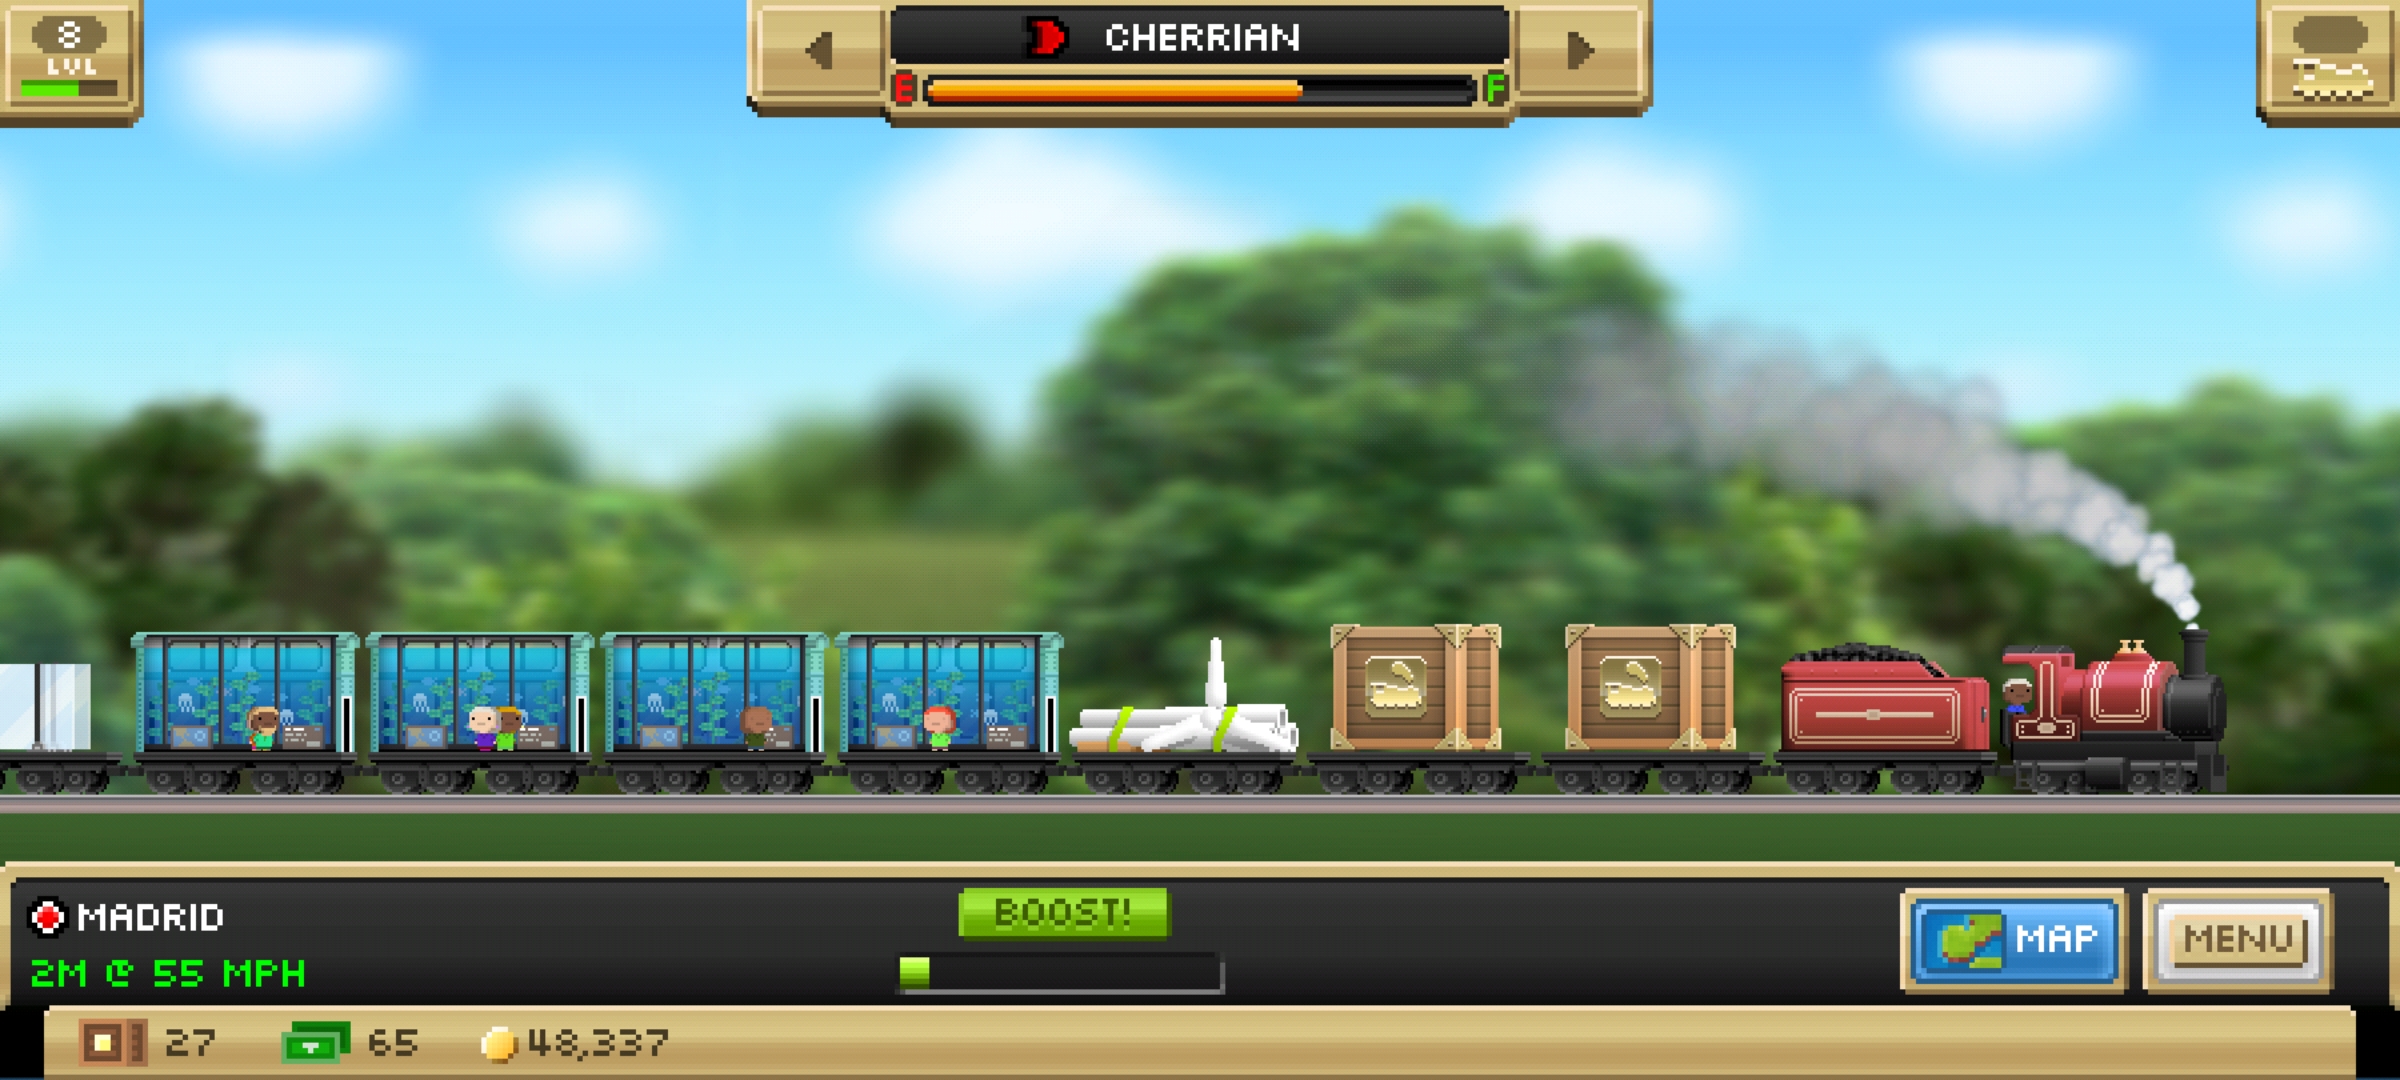 8
LVL
CHERRIAN
E F
MADRID
2M @ 55 MPH
BOOST!
MAP
MENU
27 65 48,337